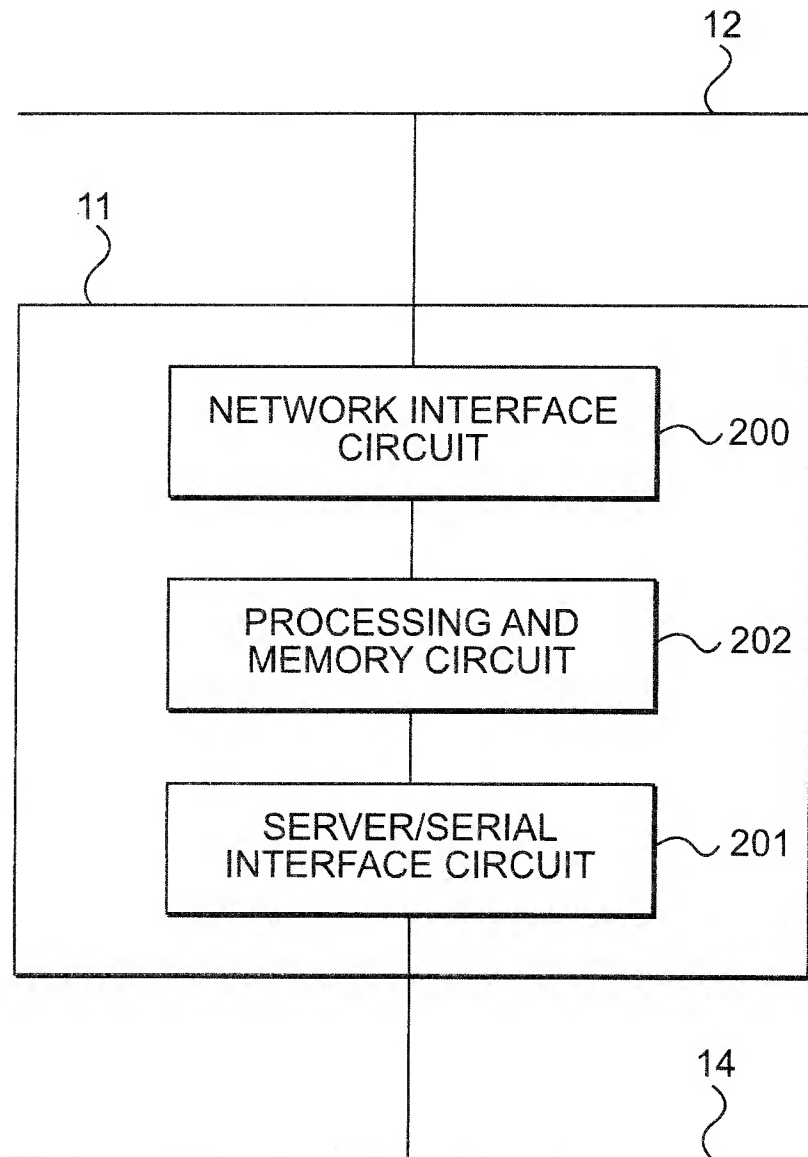 12
11
NETWORK INTERFACE
CIRCUIT
200
PROCESSING AND
MEMORY CIRCUIT
202
SERVER/SERIAL
INTERFACE CIRCUIT
201
14